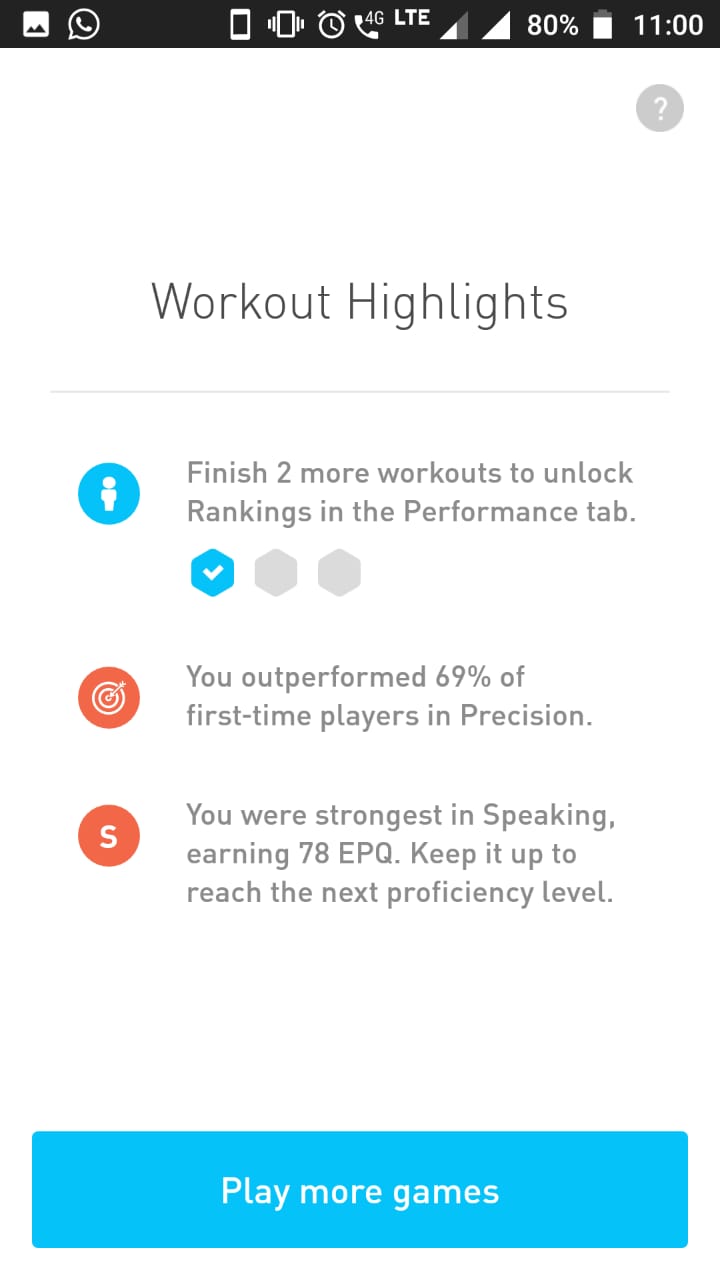 4G LTE 80% 11:00
?
Workout Highlights
Finish 2 more workouts to unlock
Rankings in the Performance tab.
You outperformed 69% of
first-time players in Precision.
S
You were strongest in Speaking,
earning 78 EPQ. Keep it up to
reach the next proficiency level.
Play more games